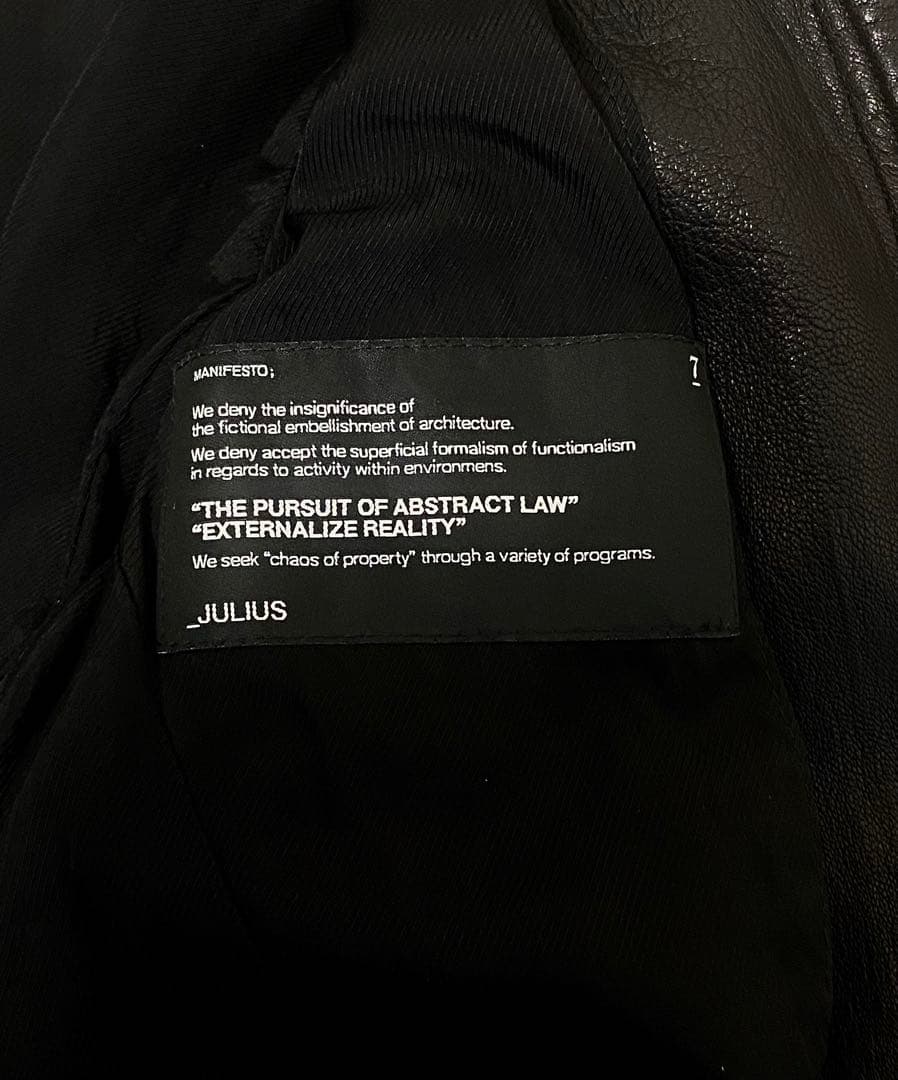 MANIFESTO;
7
We deny the insignificance of
the fictional embellishment of architecture.
We deny accept the superficial formalism of functionalism
in regards to activity within environmens.
“THE PURSUIT OF ABSTRACT LAW”
“EXTERNALIZE REALITY”
We seek “chaos of property” through a variety of programs.
_JULIUS